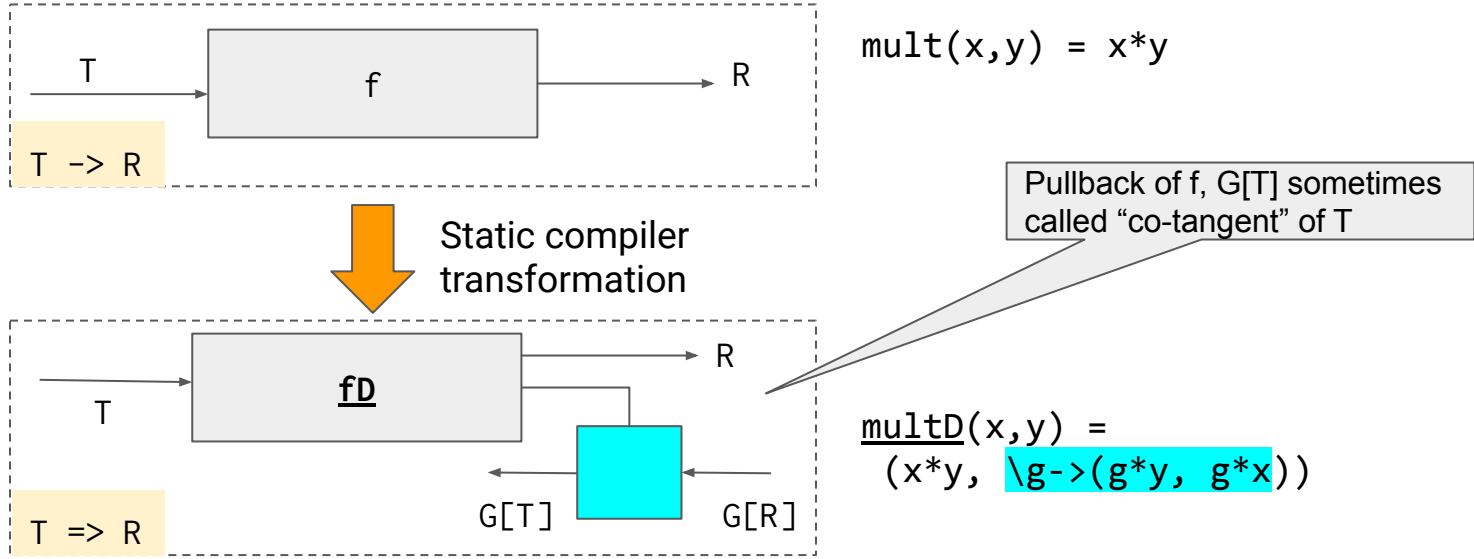 T
f
R
T -> R
mult(x,y) = x*y
Pullback of f, G[T] sometimes
called “co-tangent” of T
Static compiler
transformation
T
fD
R
G[T]
G[R]
T => R
multD(x,y) =
(x*y, \g->(g*y, g*x))